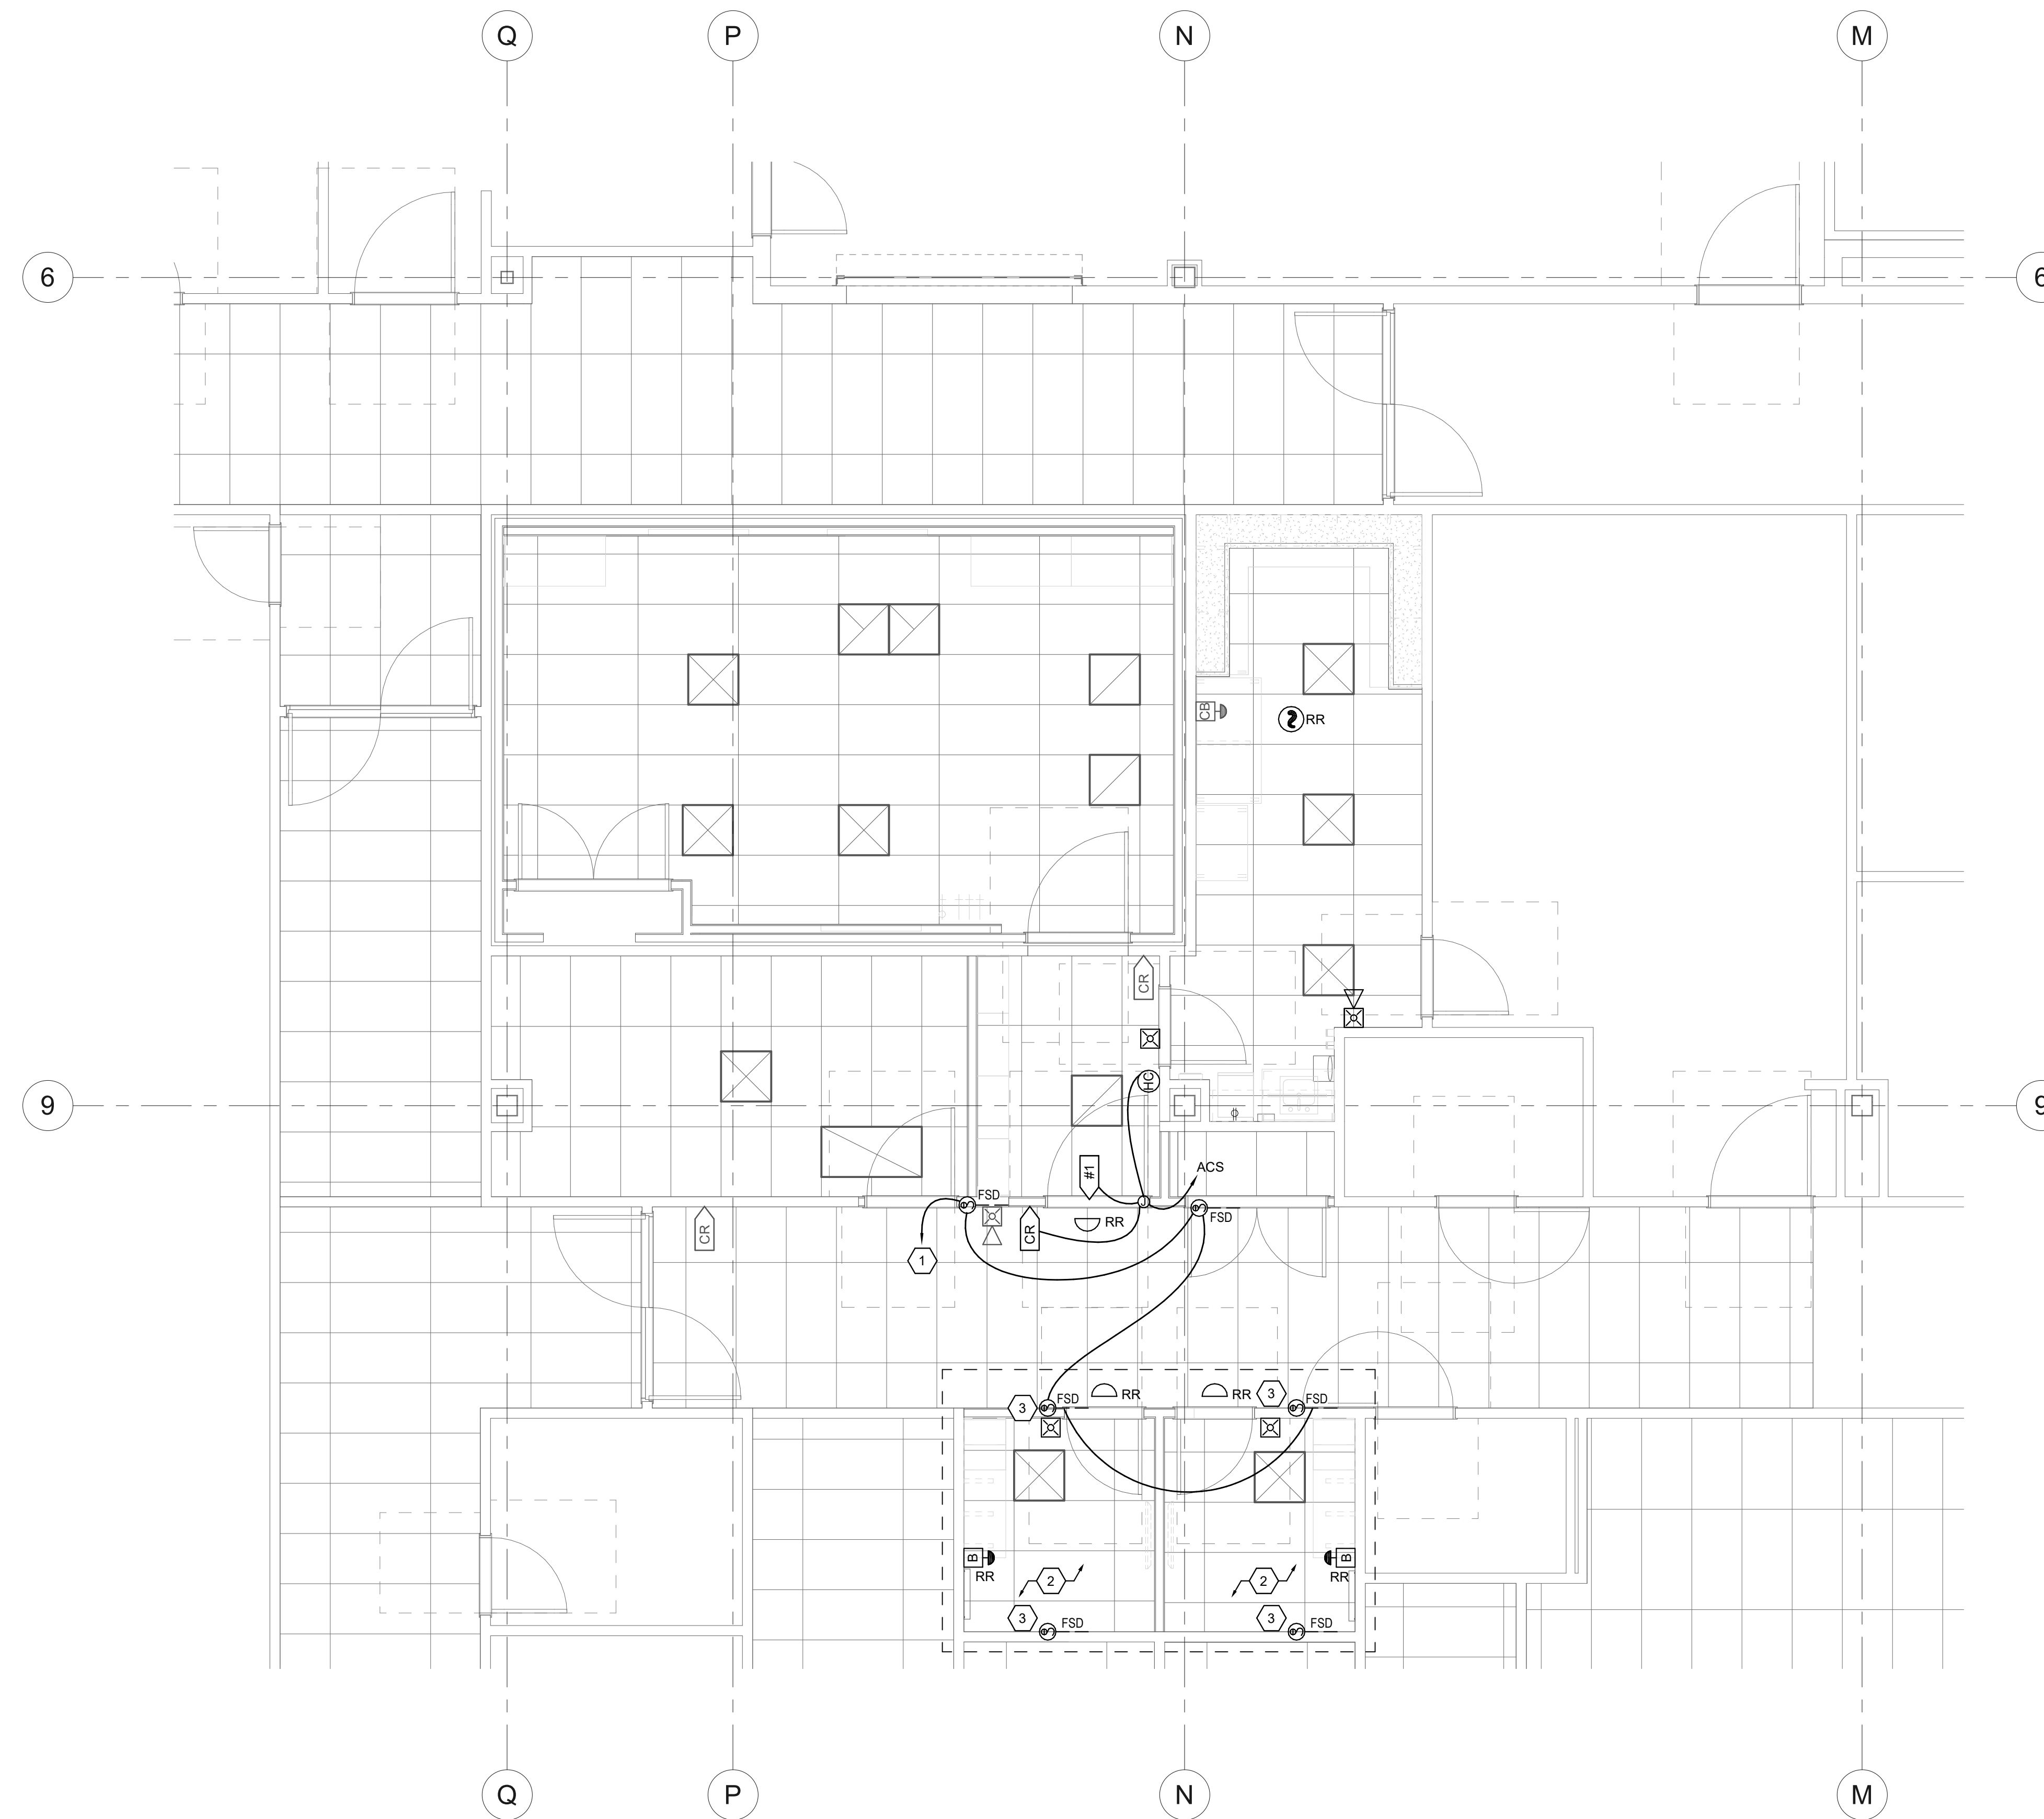 Q P N M
6 6
CB
RR
CR
9 HC 9
#1
ACS
FSD
J
FSD
CR CR RR
1
3 FSD RR RR 3 FSD
B B
RR 2 2 RR
3 FSD 3 FSD
Q P N M